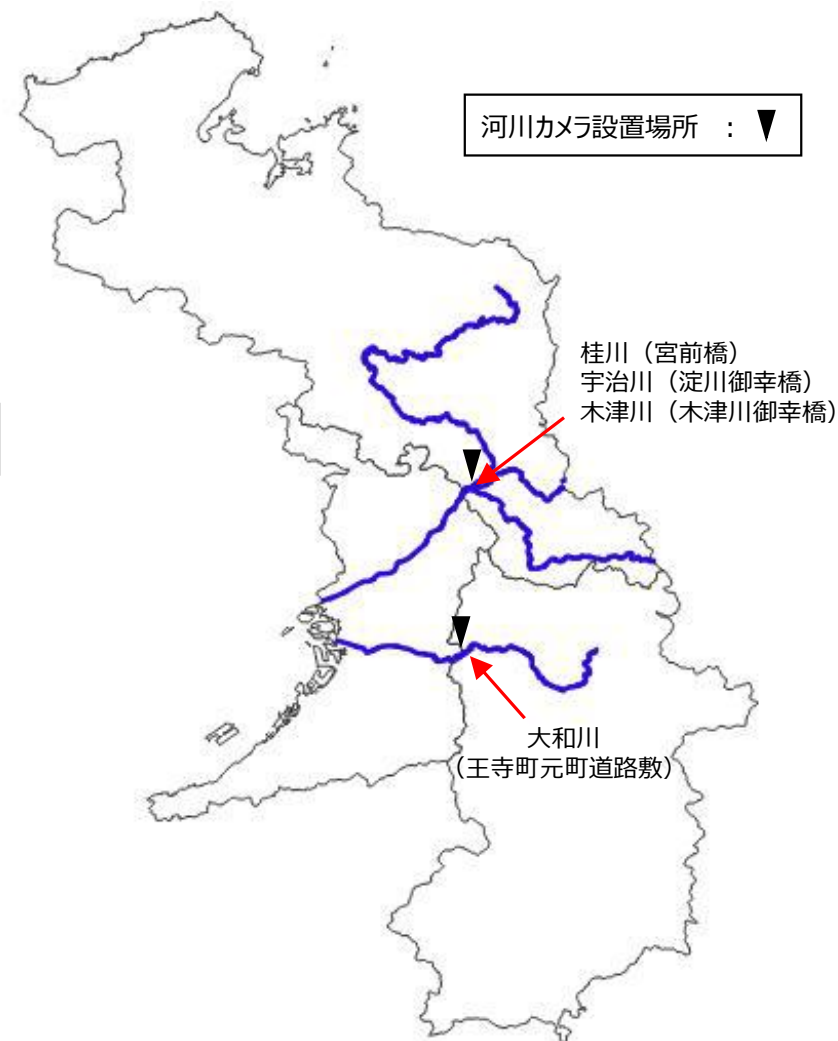 河川カメラ設置場所 : ▼
桂川（宮前橋）
宇治川（淀川御幸橋）
木津川（木津川御幸橋）
大和川
（王寺町元町道路敷）